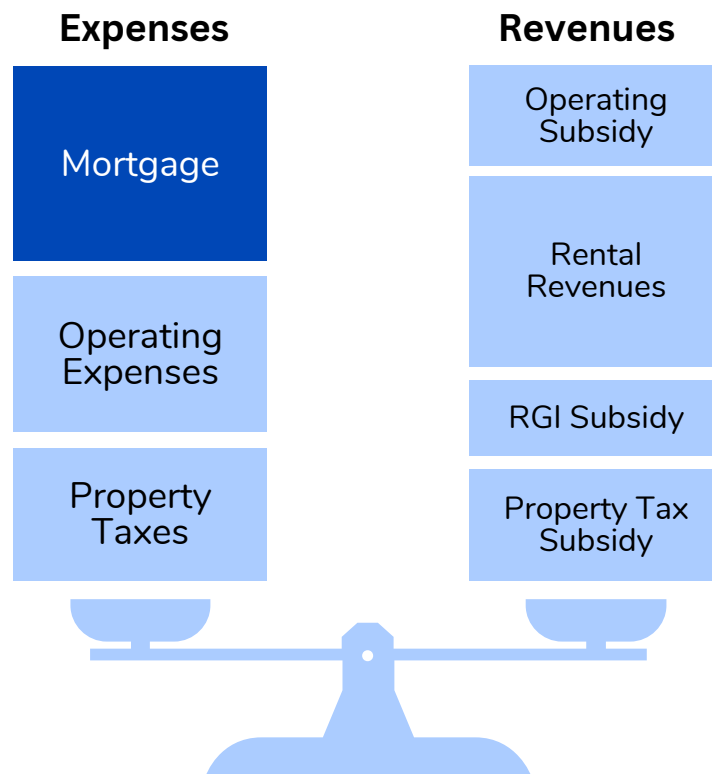 Expenses
Mortgage
Operating
Expenses
Property
Taxes
Revenues
Operating
Subsidy
Rental
Revenues
RGI Subsidy
Property Tax
Subsidy